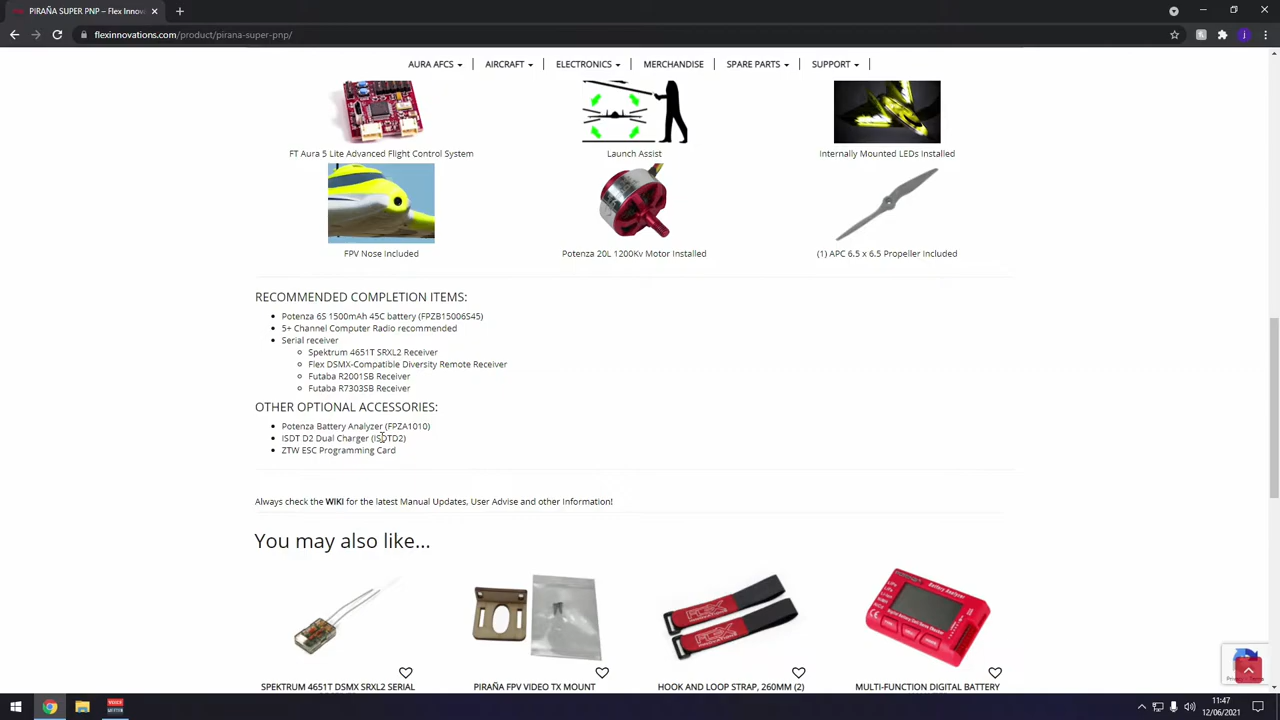 PIRAÑA SUPER PNP – Flex Innov
flexinnovations.com/product/pirana-super-pnp/
AURA AFCS
AIRCRAFT
ELECTRONICS
MERCHANDISE
SPARE PARTS
SUPPORT
FT Aura 5 Lite Advanced Flight Control System
Launch Assist
Internally Mounted LEDs Installed
FPV Nose Included
Potenza 20L 1200Kv Motor Installed
(1) APC 6.5 x 6.5 Propeller Included
RECOMMENDED COMPLETION ITEMS:
Potenza 6S 1500mAh 45C battery (FPZB15006S45)
5+ Channel Computer Radio recommended
Serial receiver
Spektrum 4651T SRXL2 Receiver
Flex DSMX-Compatible Diversity Remote Receiver
Futaba R2001SB Receiver
Futaba R7303SB Receiver
OTHER OPTIONAL ACCESSORIES:
Potenza Battery Analyzer (FPZA1010)
ISDT D2 Dual Charger (ISDTD2)
ZTW ESC Programming Card
Always check the WIKI for the latest Manual Updates, User Advise and other Information!
You may also like...
SPEKTRUM 4651T DSMX SRXL2 SERIAL
PIRAÑA FPV VIDEO TX MOUNT
HOOK AND LOOP STRAP, 260MM (2)
MULTI-FUNCTION DIGITAL BATTERY
11:47
12/06/2021